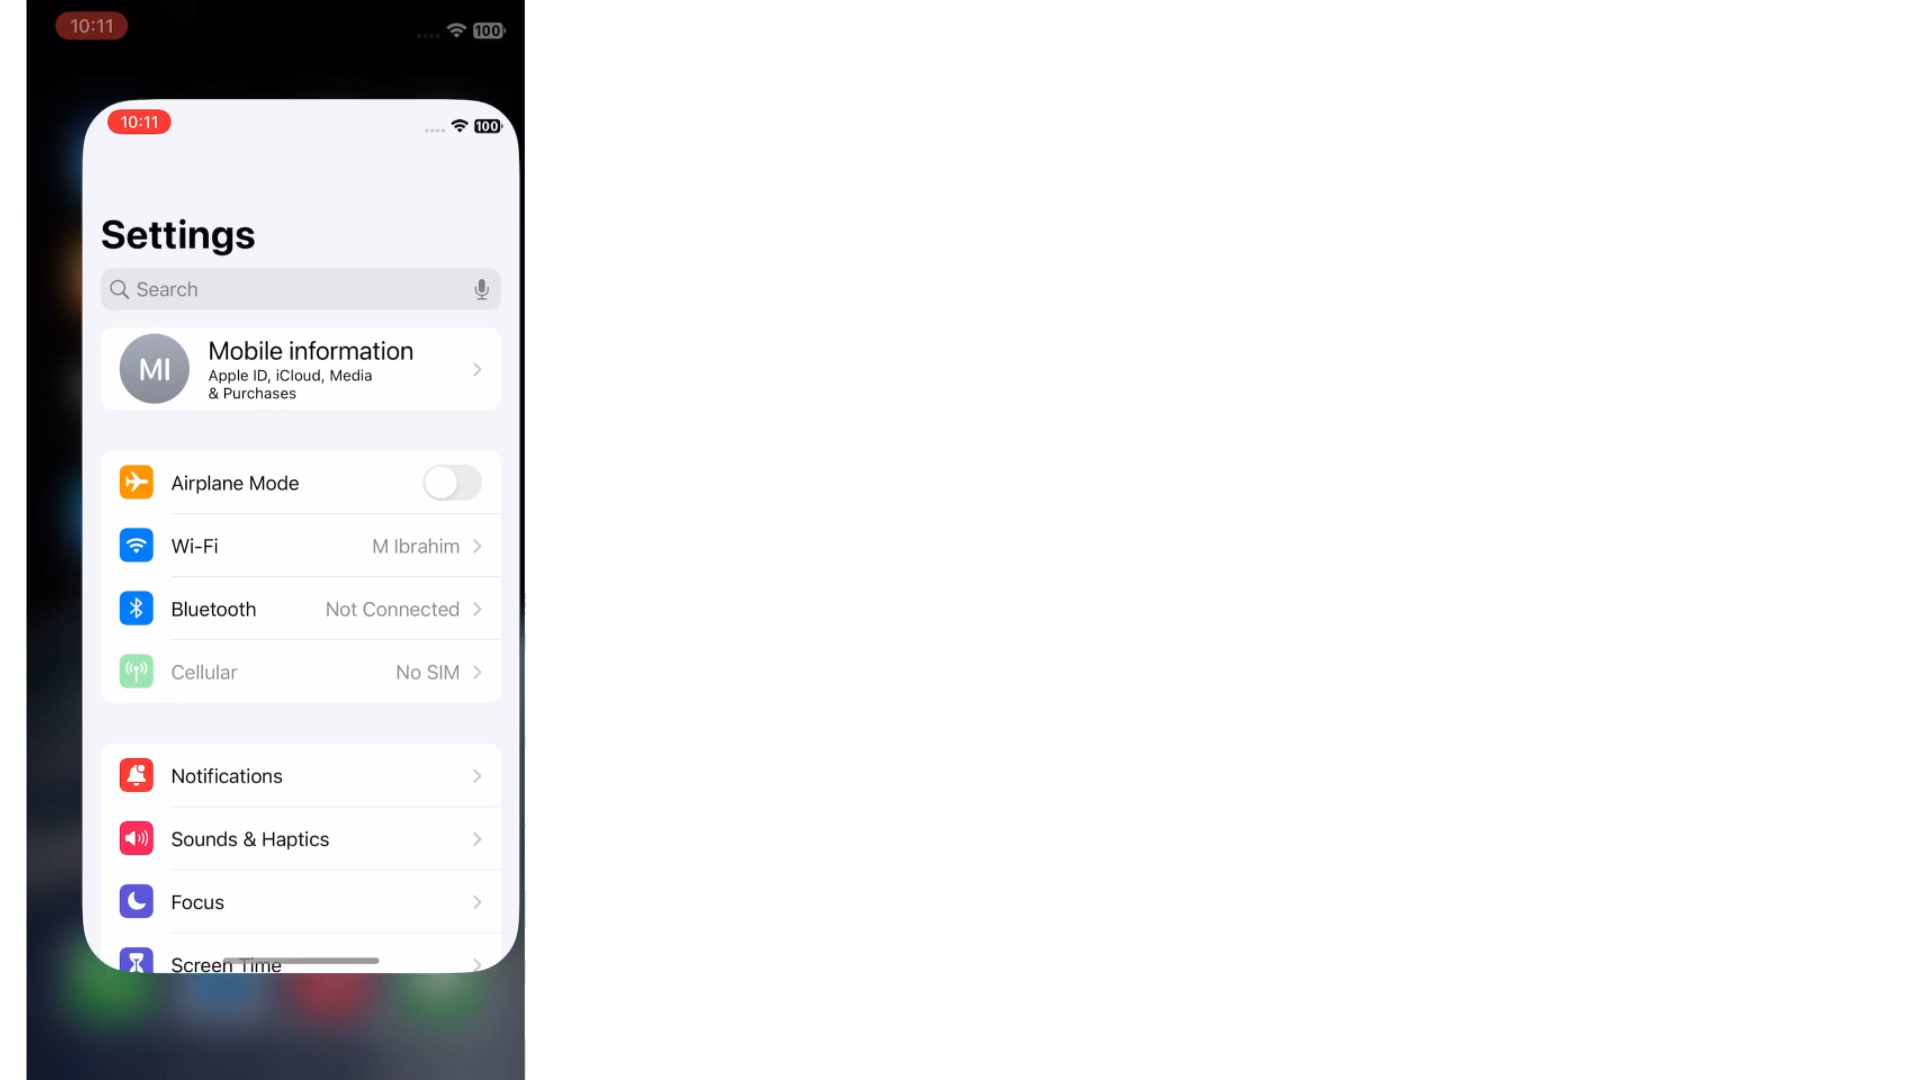 10:11
100
10:11
100
Settings
Search
MI
Mobile information
Apple ID, iCloud, Media
& Purchases
Airplane Mode
Wi-Fi M Ibrahim
Bluetooth Not Connected
Cellular No SIM
Notifications
Sounds & Haptics
Focus
Screen Time